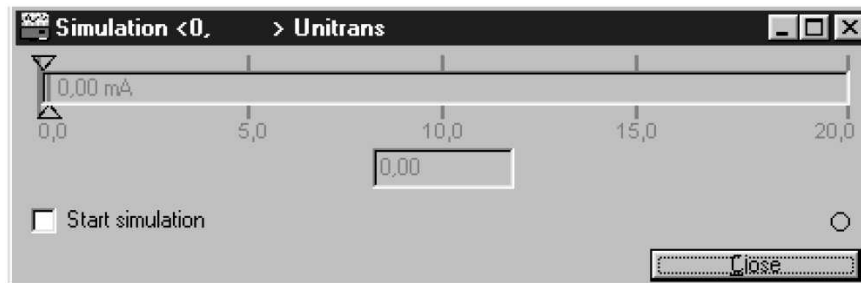 Simulation <0, > Unitrans
0,00 mA
0,0 5,0 10,0 15,0 20,0
0,00
Start simulation
Close